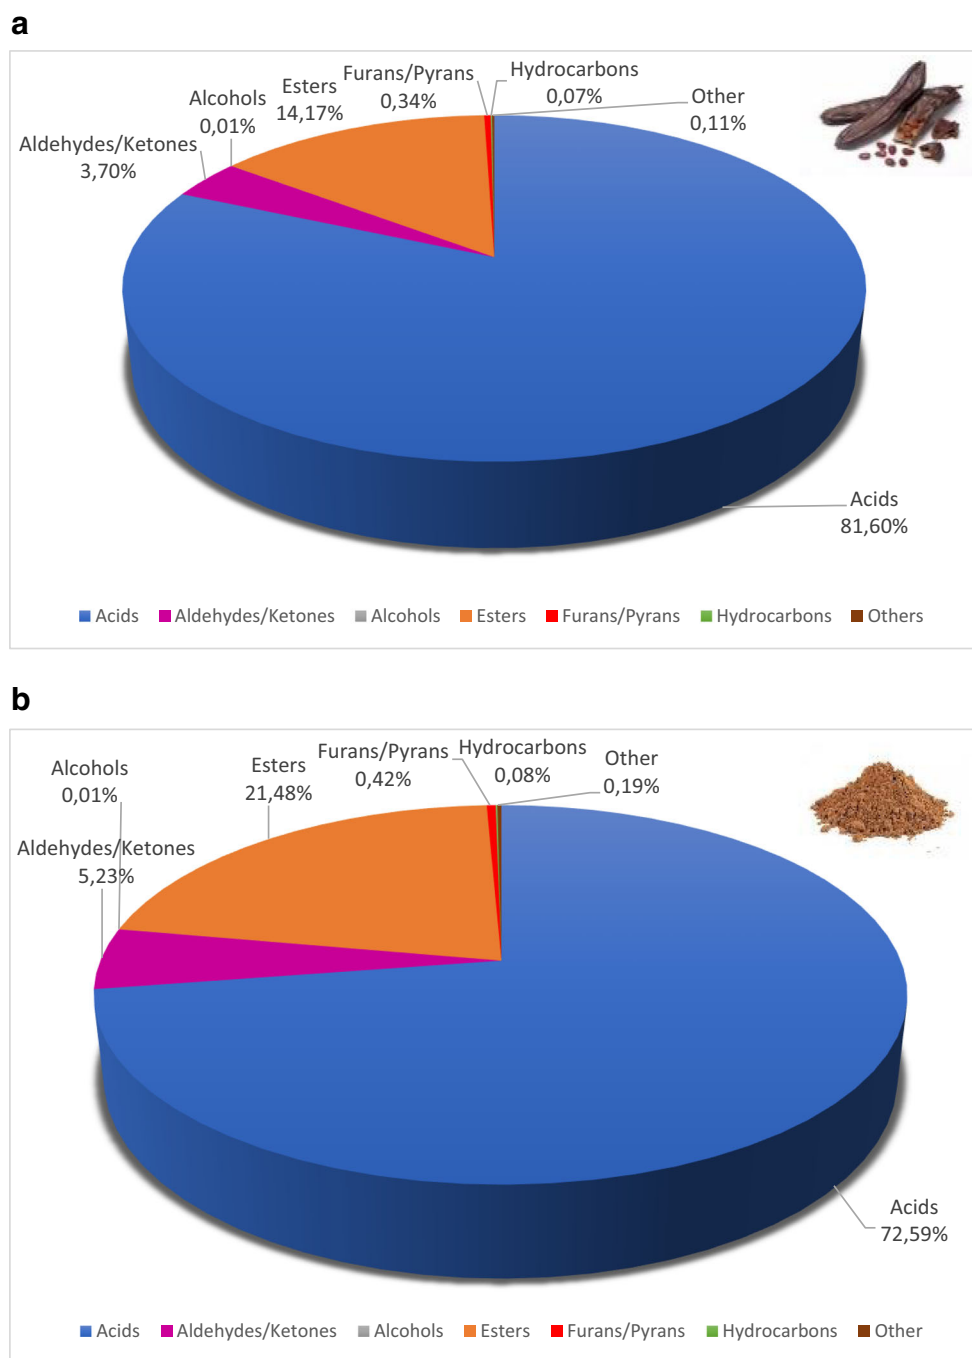 a
Furans/Pyrans
0,34%
Hydrocarbons
0,07%
Esters
14,17%
Alcohols
0,01%
Other
0,11%
Aldehydes/Ketones
3,70%
Acids
81,60%
Acids Aldehydes/Ketones Alcohols Esters Furans/Pyrans Hydrocarbons Others
b
Furans/Pyrans
0,42%
Hydrocarbons
0,08%
Other
0,19%
Esters
21,48%
Alcohols
0,01%
Aldehydes/Ketones
5,23%
Acids
72,59%
Acids Aldehydes/Ketones Alcohols Esters Furans/Pyrans Hydrocarbons Other